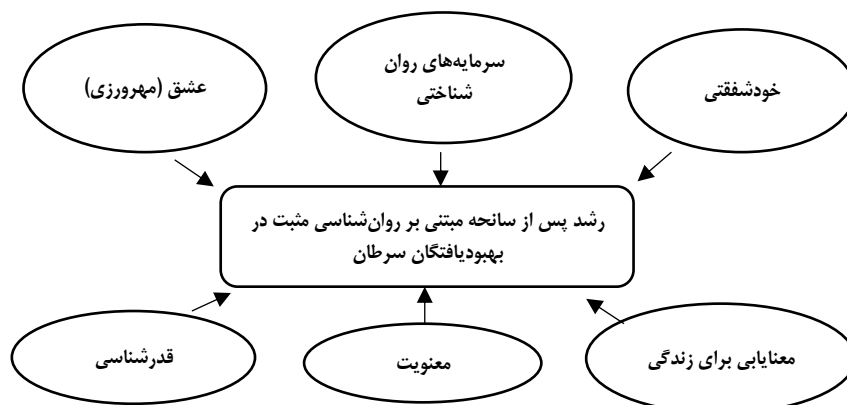 خودشفقتی
سرمایه‌های روان
شناختی
عشق (مهرورزی)
رشد پس از سانحه مبتنی بر روان‌شناسی مثبت در
بهبودیافتگان سرطان
معنایابی برای زندگی
معنویت
قدرشناسی